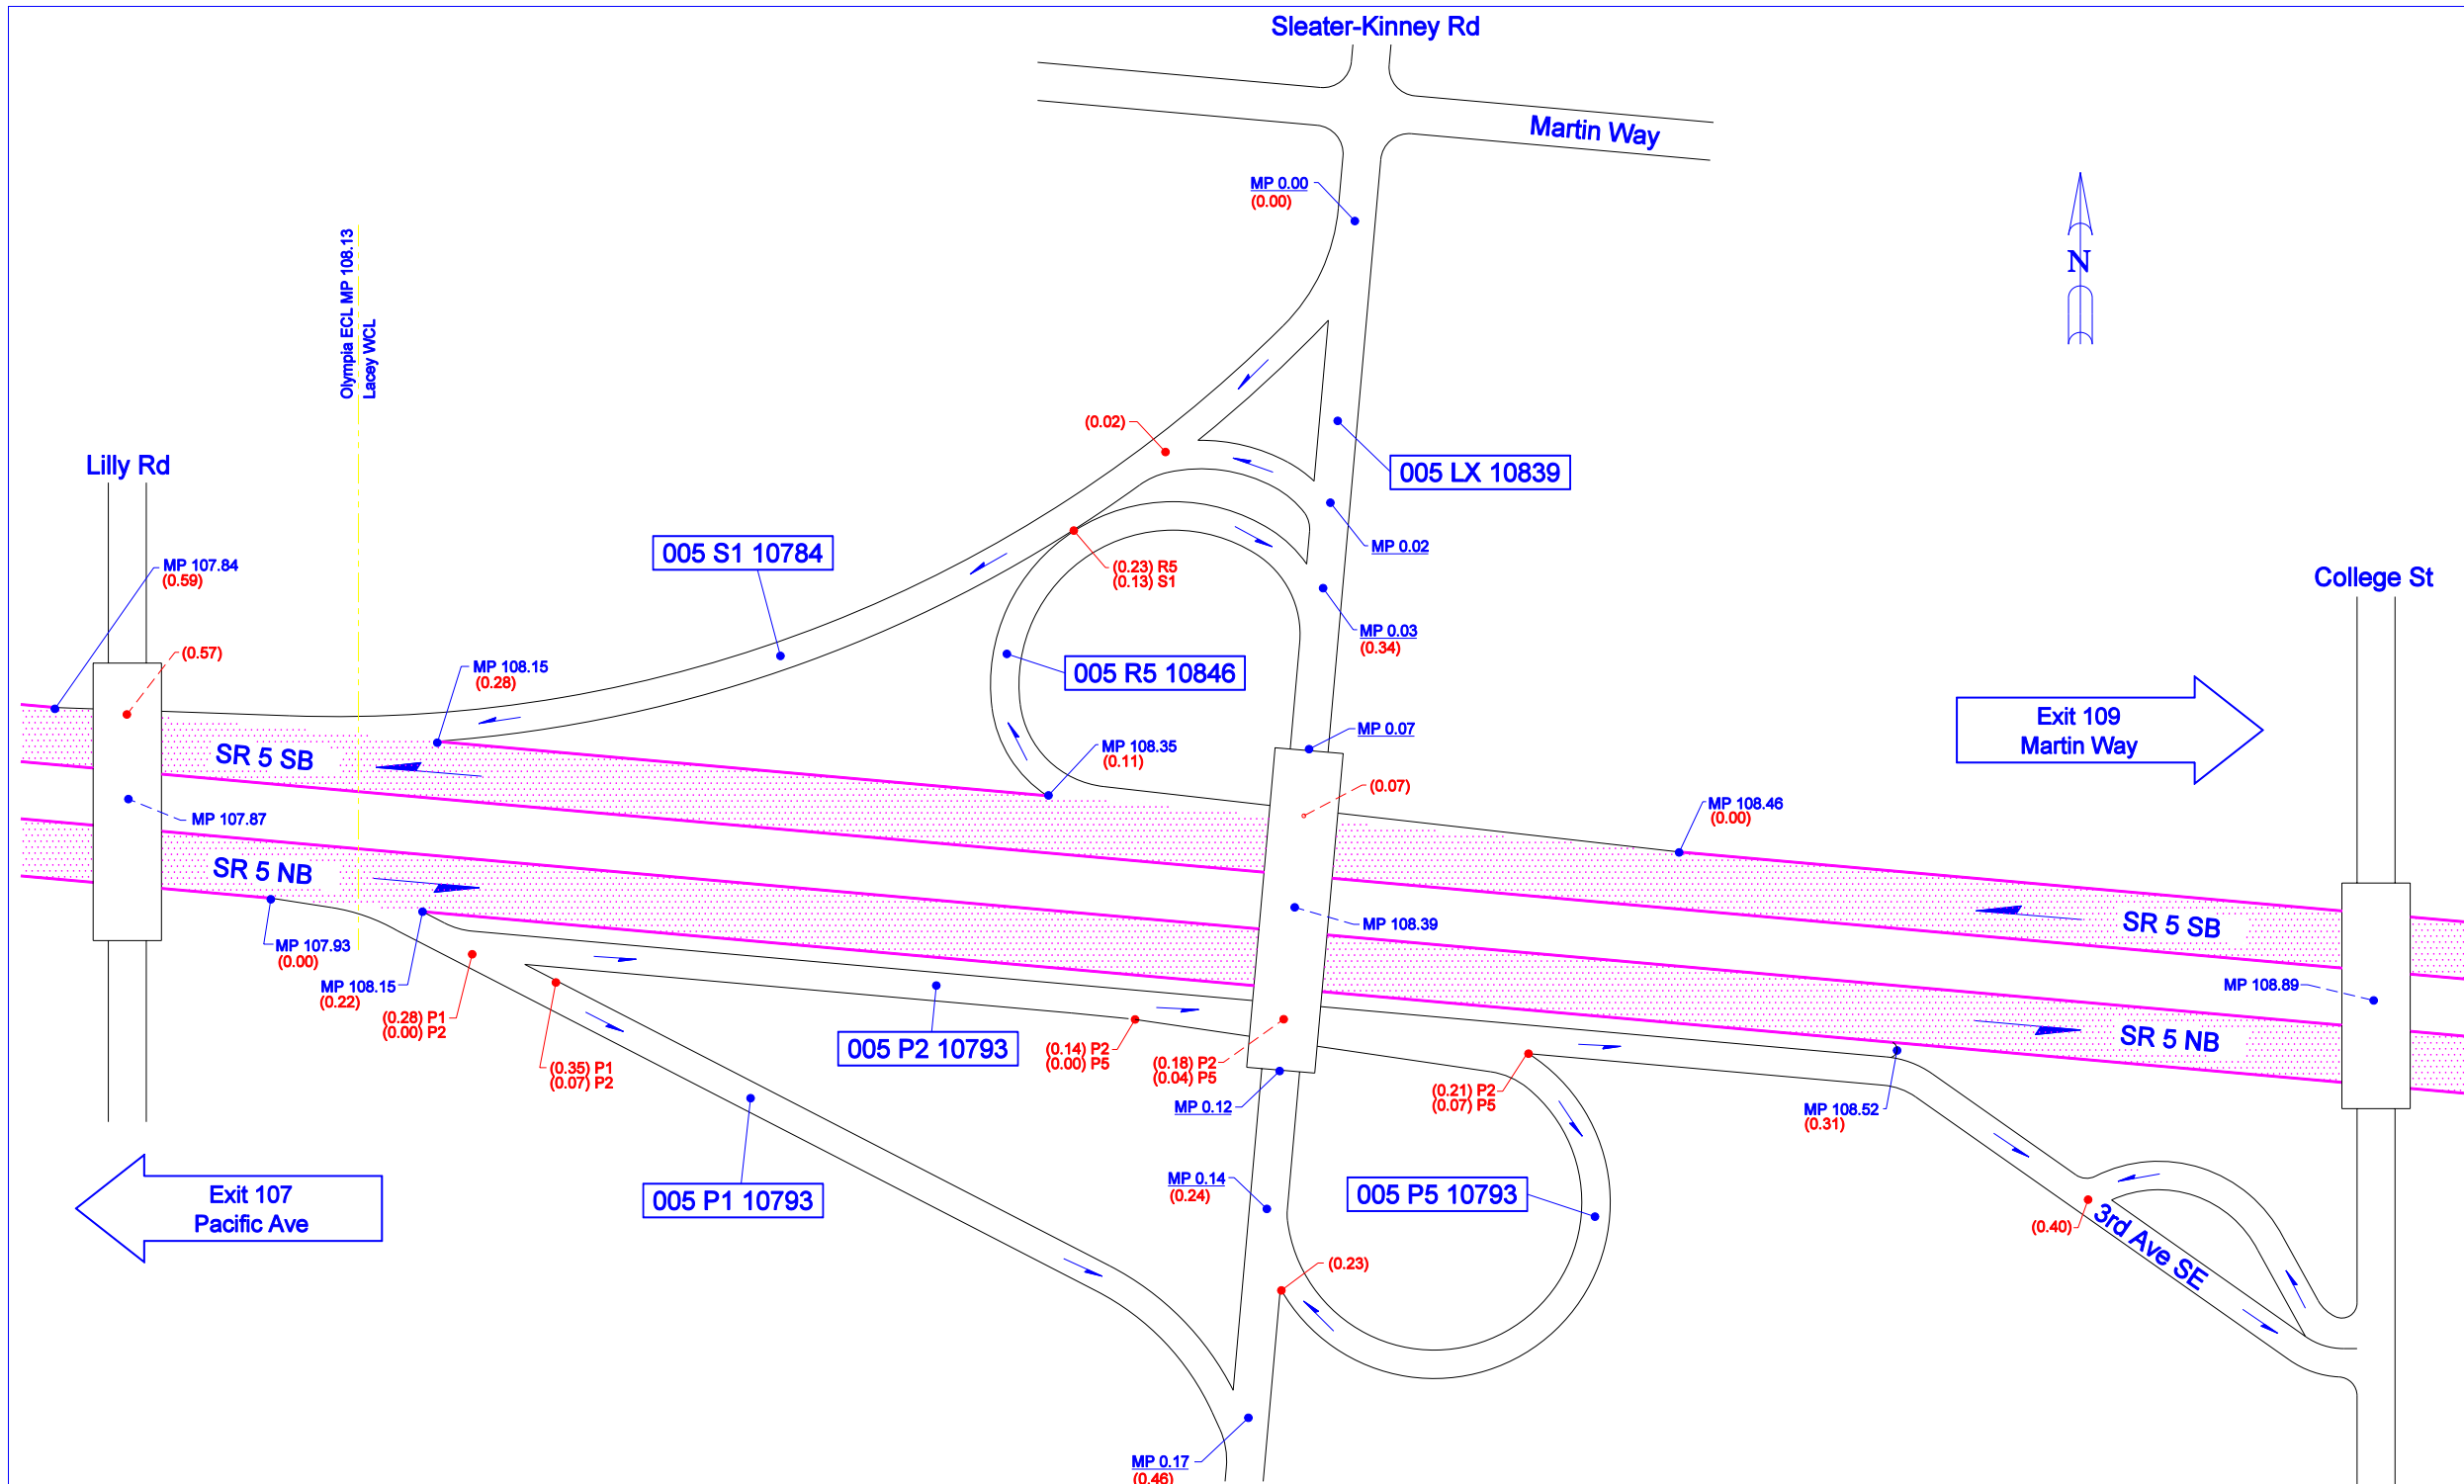 Sleater-Kinney Rd
Martin Way
MP 0.00
(0.00)
Olympia ECL MP 108.13
Lacey WCL
N
(0.02)
Lilly Rd
005 LX 10839
005 S1 10784
MP 0.02
MP 107.84
(0.59)
(0.23) R5
(0.13) S1
College St
MP 0.03
(0.34)
(0.57)
MP 108.15
(0.28)
005 R5 10846
Exit 109
Martin Way
SR 5 SB
MP 0.07
MP 108.35
(0.11)
(0.07)
MP 108.46
(0.00)
MP 107.87
SR 5 NB
MP 108.39
SR 5 SB
MP 107.93
(0.00)
MP 108.15
(0.22)
MP 108.89
(0.28) P1
(0.00) P2
SR 5 NB
005 P2 10793
(0.14) P2
(0.00) P5
(0.18) P2
(0.04) P5
(0.35) P1
(0.07) P2
(0.21) P2
(0.07) P5
MP 0.12
MP 108.52
(0.31)
Exit 107
Pacific Ave
005 P1 10793
MP 0.14
(0.24)
005 P5 10793
(0.40)
3rd Ave SE
(0.23)
MP 0.17
(0.46)